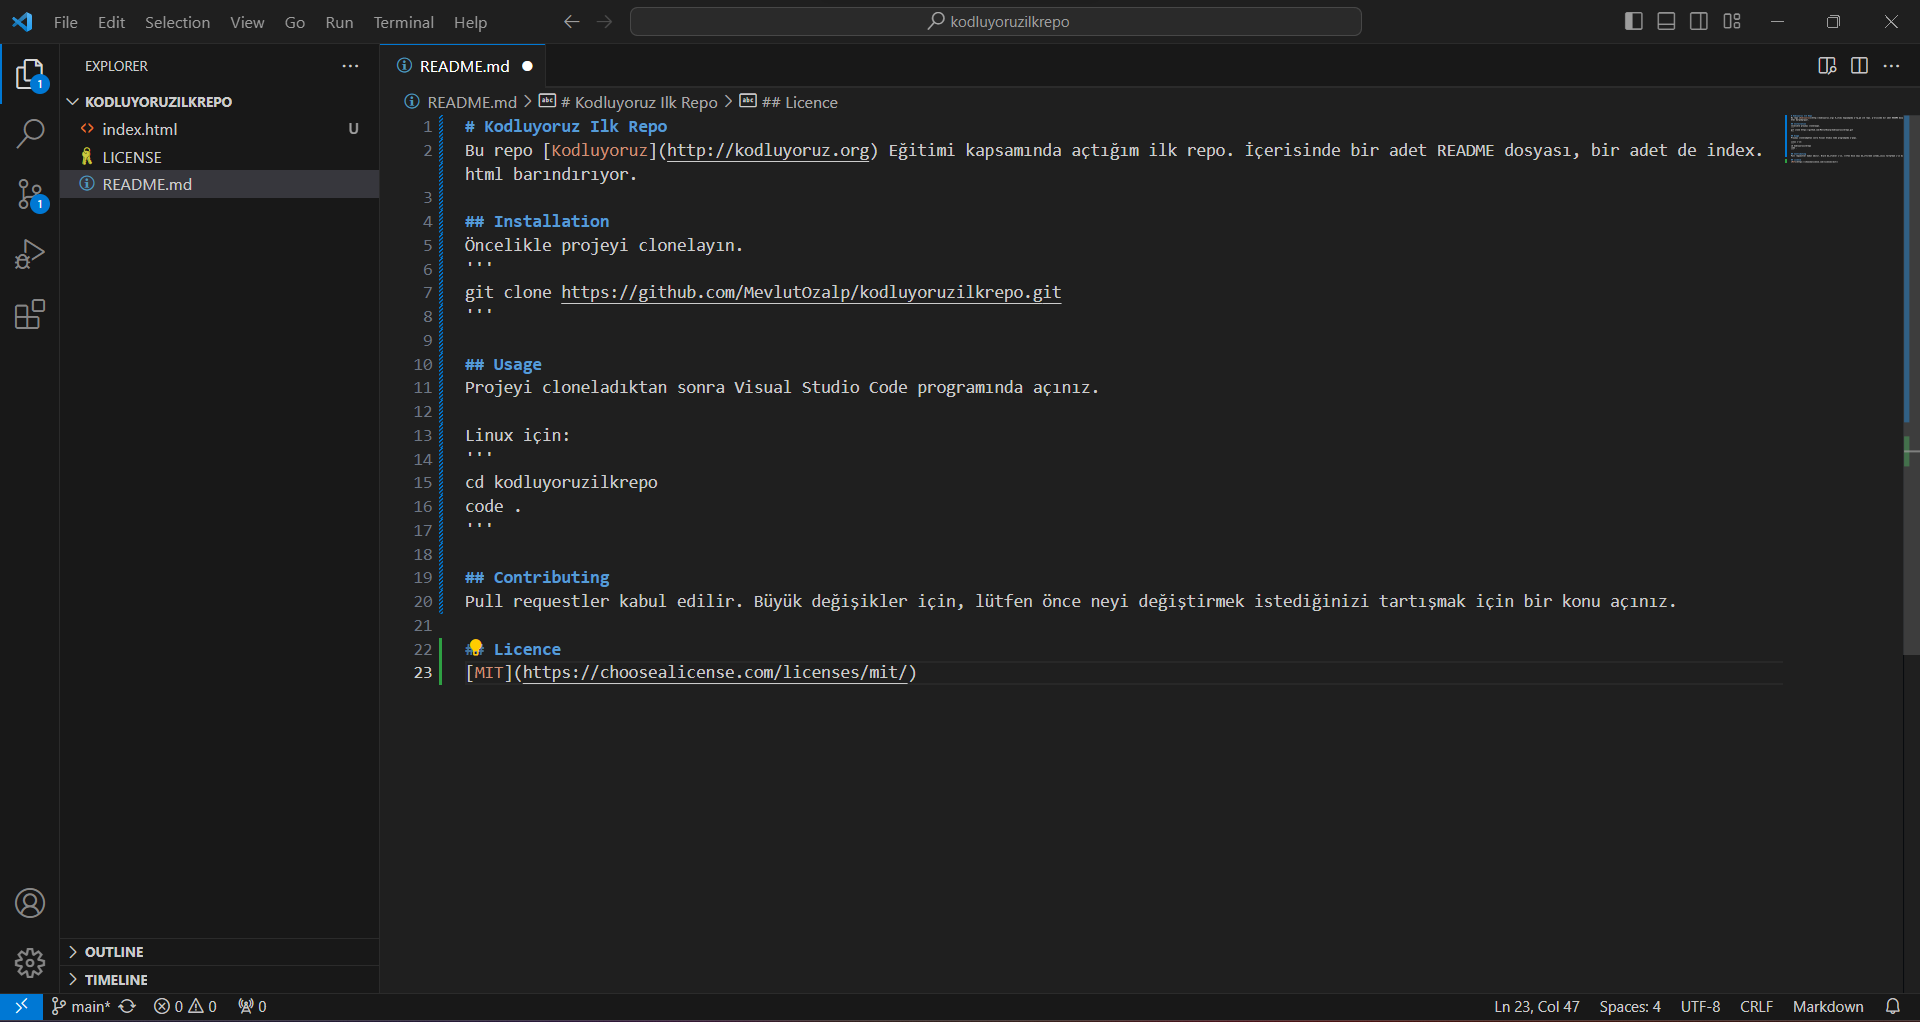 File Edit Selection View Go Run Terminal Help
kodluyoruzilkrepo
EXPLORER
KODLUYORUZILKREPO
index.html U
LICENSE
README.md
1
1
OUTLINE
TIMELINE
README.md
README.md > # Kodluyoruz Ilk Repo > ## Licence
1 # Kodluyoruz Ilk Repo
2 Bu repo [Kodluyoruz](http://kodluyoruz.org) Eğitimi kapsamında açtığım ilk repo. İçerisinde bir adet README dosyası, bir adet de index.
html barındırıyor.
3
4 ## Installation
5 Öncelikle projeyi clonelayın.
6 '''
7 git clone https://github.com/MevlutOzalp/kodluyoruzilkrepo.git
8 '''
9
10 ## Usage
11 Projeyi cloneladıktan sonra Visual Studio Code programında açınız.
12
13 Linux için:
14 '''
15 cd kodluyoruzilkrepo
16 code .
17 '''
18
19 ## Contributing
20 Pull requestler kabul edilir. Büyük değişikler için, lütfen önce neyi değiştirmek istediğinizi tartışmak için bir konu açınız.
21
22 ## Licence
23 [MIT](https://choosealicense.com/licenses/mit/)
main* 0 0 0
Ln 23, Col 47 Spaces: 4 UTF-8 CRLF Markdown